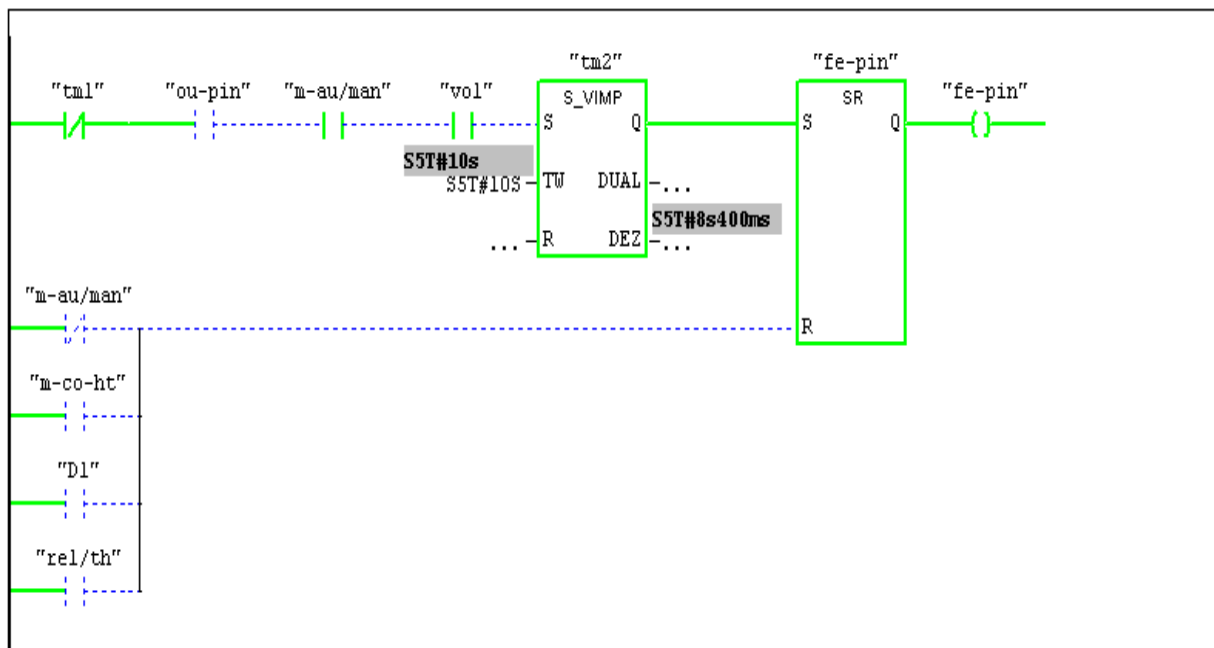 "tm2" "fe-pin"
"tm1" "ou-pin" "m-au/man" "vol" S_VIMP SR "fe-pin"
S Q S Q
S5T#10s
S5T#10S TW DUAL ...
S5T#8s400ms
... R DEZ ...
"m-au/man"
R
"m-co-ht"
"D1"
"rel/th"